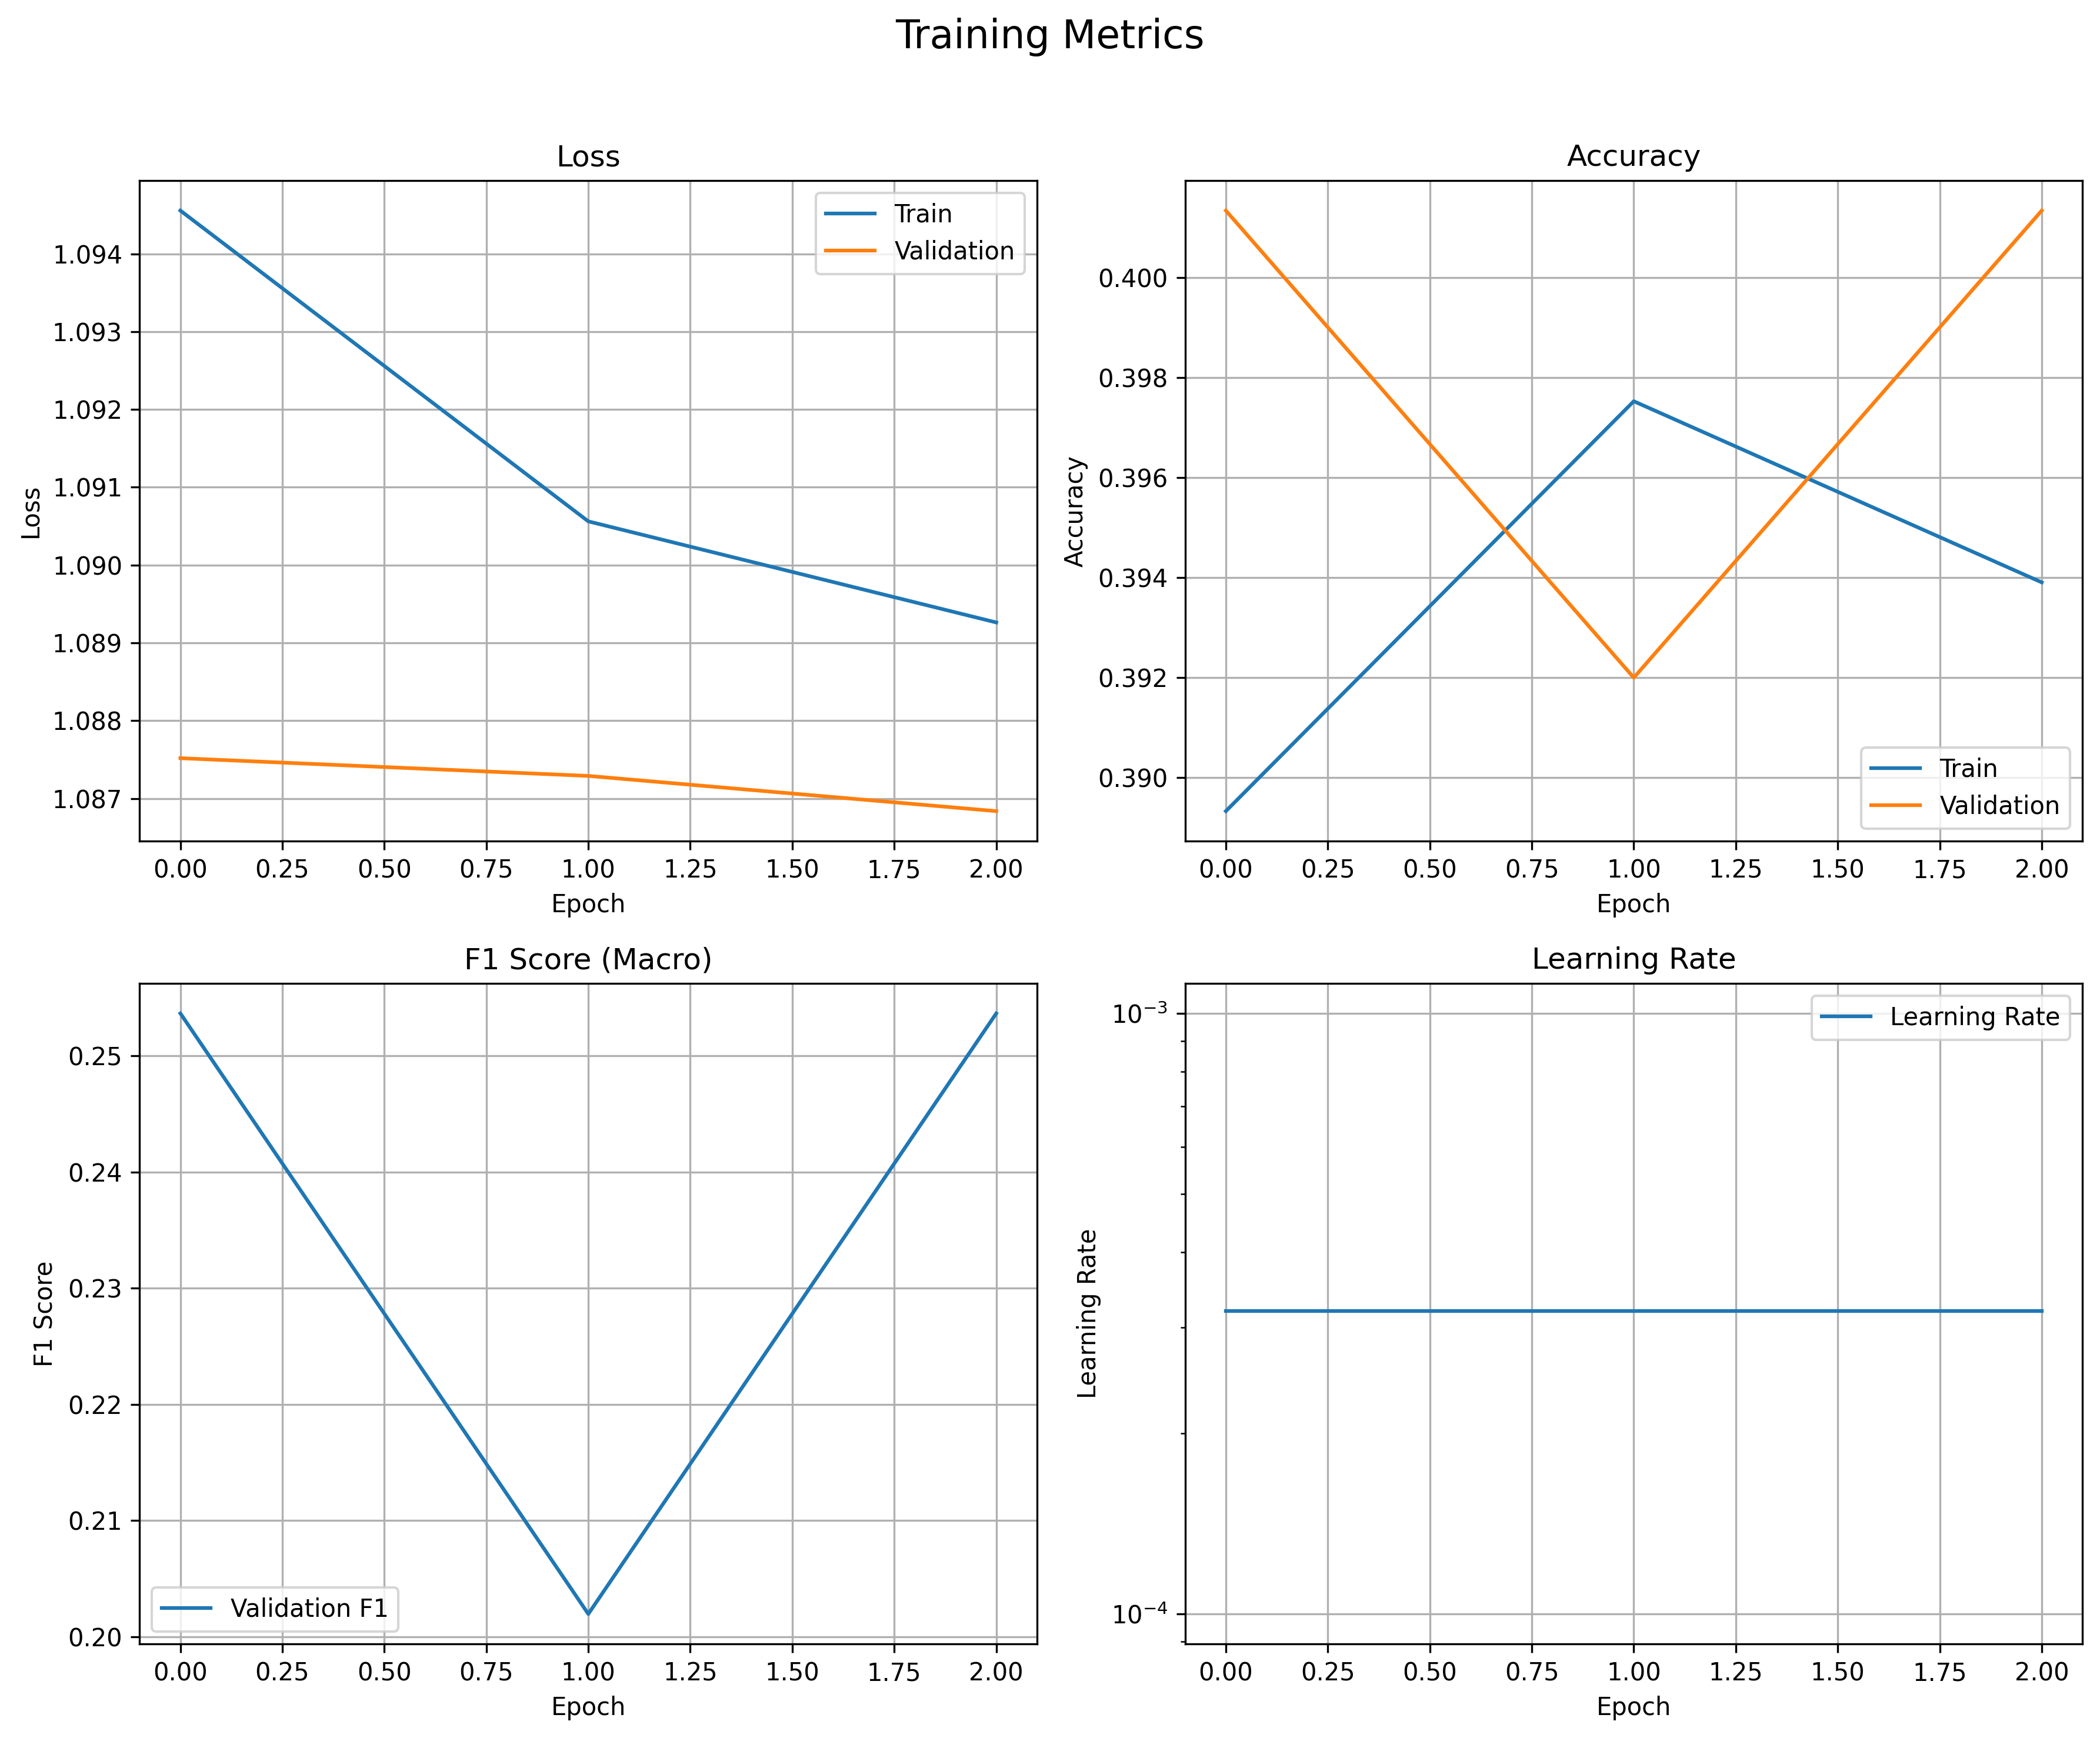 Training Metrics
Loss
Loss
1.094
1.093
1.092
1.091
1.090
1.089
1.088
1.087
Train
Validation
0.00 0.25 0.50 0.75 1.00 1.25 1.50 1.75 2.00
Epoch
Accuracy
Accuracy
0.400
0.398
0.396
0.394
0.392
0.390
Train
Validation
0.00 0.25 0.50 0.75 1.00 1.25 1.50 1.75 2.00
Epoch
F1 Score (Macro)
F1 Score
0.25
0.24
0.23
0.22
0.21
0.20
Validation F1
0.00 0.25 0.50 0.75 1.00 1.25 1.50 1.75 2.00
Epoch
Learning Rate
Learning Rate
10⁻³
10⁻⁴
Learning Rate
0.00 0.25 0.50 0.75 1.00 1.25 1.50 1.75 2.00
Epoch